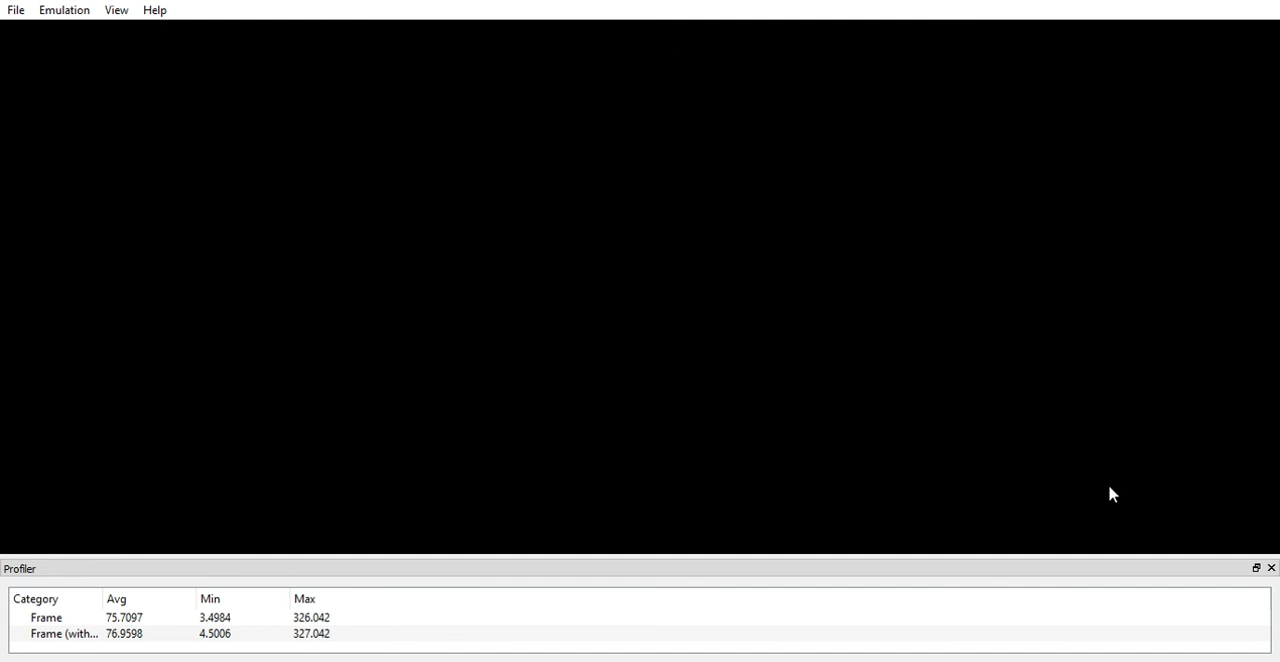 File Emulation View Help
Profiler
Category Avg Min Max
Frame 75.7097 3.4984 326.042
Frame (with... 76.9598 4.5006 327.042